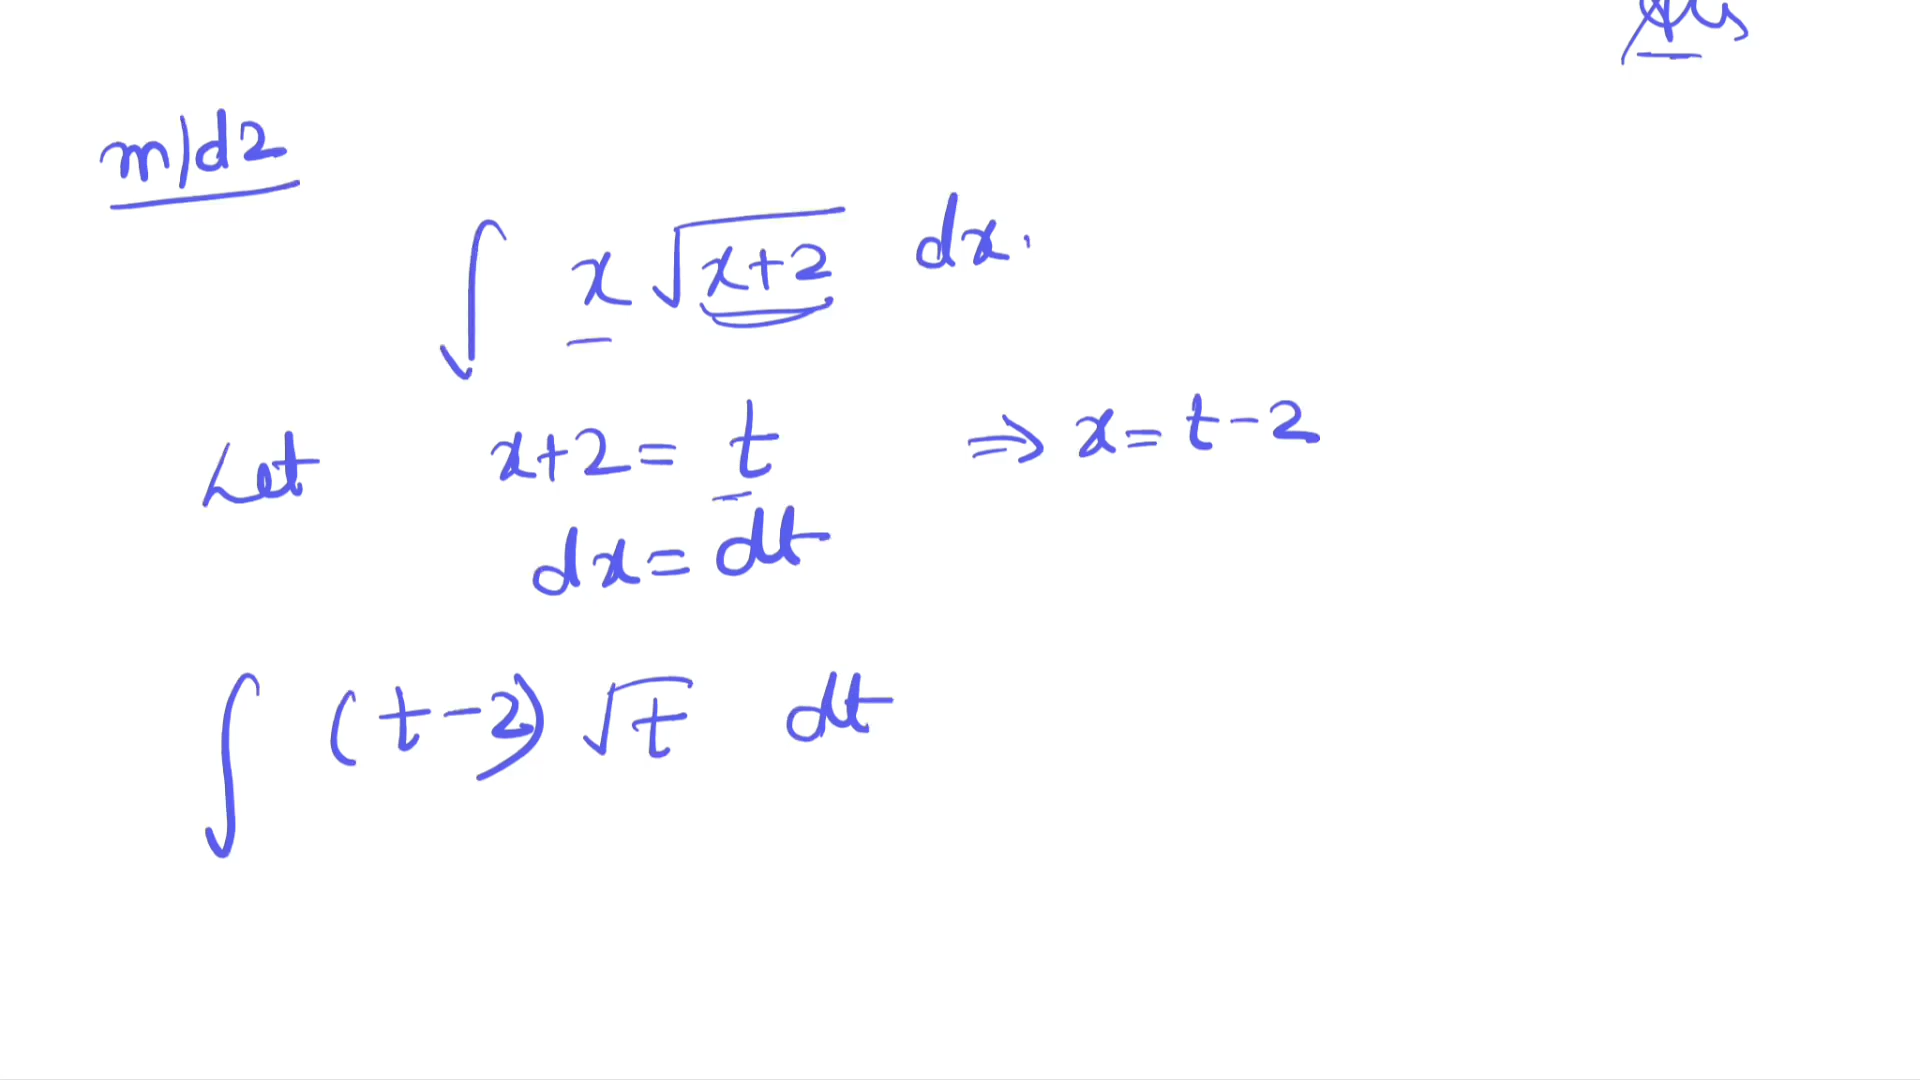 m/d2
∫ x √x+2 dx.
Let x+2 = t ⇒ x = t-2
dx = dt
∫ (t-2) √t dt